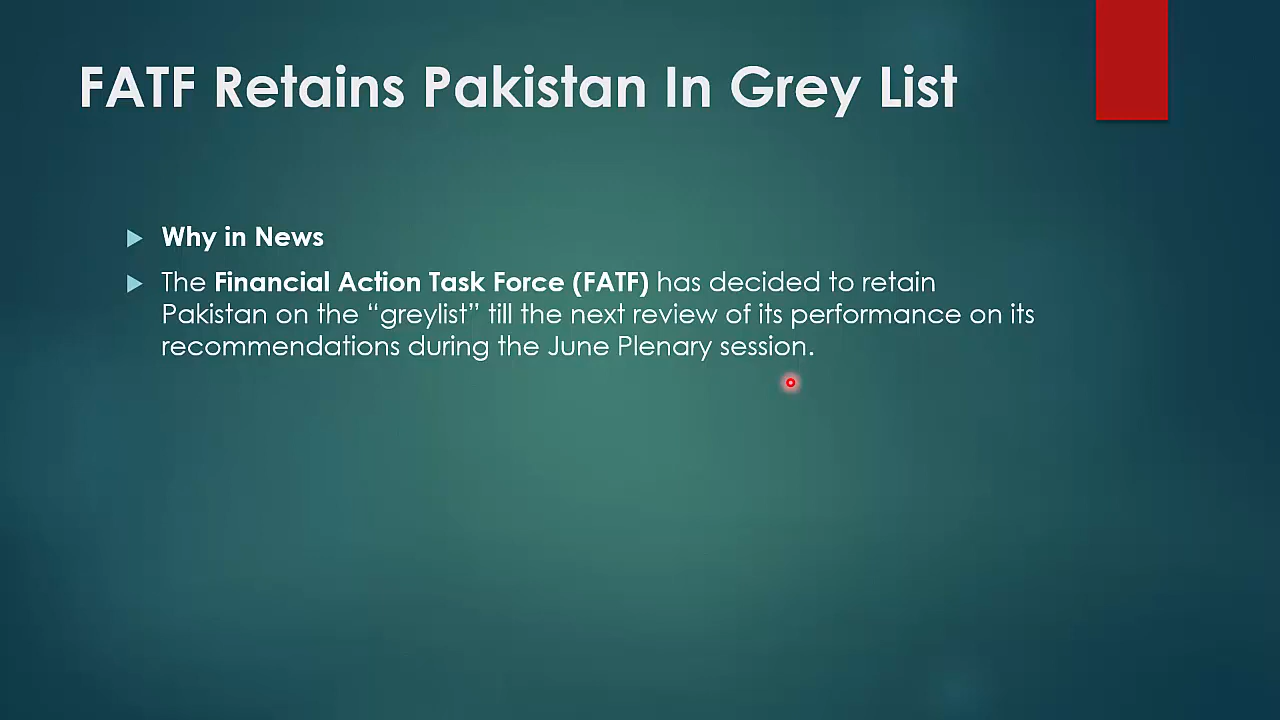 FATF Retains Pakistan In Grey List
Why in News
The Financial Action Task Force (FATF) has decided to retain
Pakistan on the “greylist” till the next review of its performance on its
recommendations during the June Plenary session.